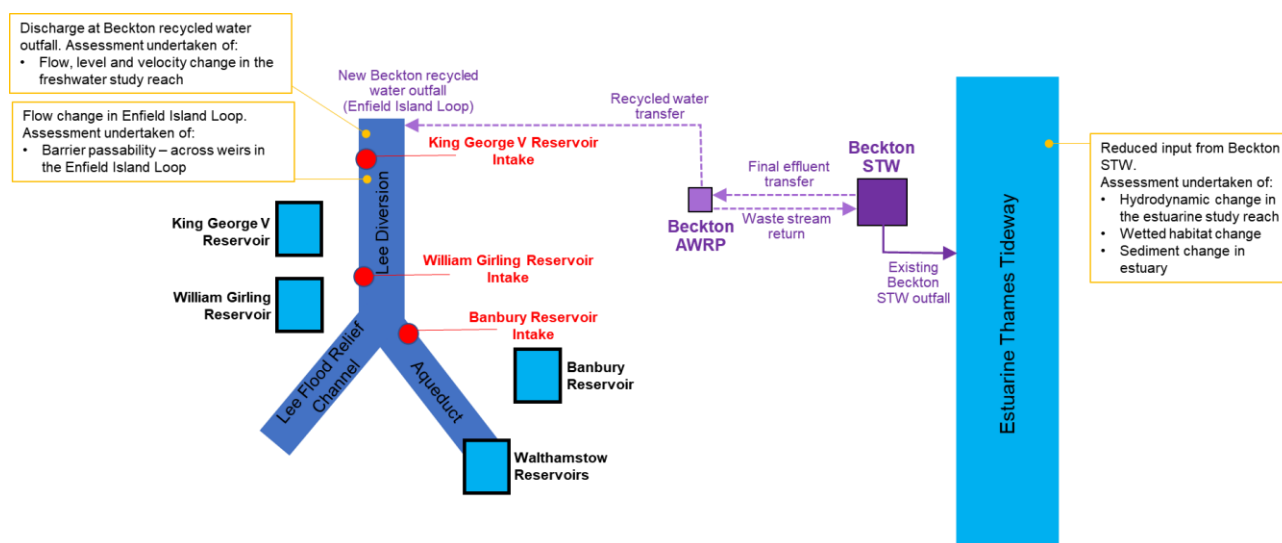 Discharge at Beckton recycled water
outfall. Assessment undertaken of:
• Flow, level and velocity change in the
freshwater study reach
Flow change in Enfield Island Loop.
Assessment undertaken of:
• Barrier passability – across weirs in
the Enfield Island Loop
New Beckton recycled
water outfall
(Enfield Island Loop)
Recycled water
transfer
King George V Reservoir
Intake
King George V
Reservoir
Lee Diversion
William Girling Reservoir
Intake
William Girling
Reservoir
Banbury Reservoir
Intake
Lee Flood Relief
Channel
Aqueduct
Banbury
Reservoir
Walthamstow
Reservoirs
Beckton
STW
Final effluent
transfer
Beckton
AWRP
Waste stream
return
Existing
Beckton
STW outfall
Estuarine Thames Tideway
Reduced input from Beckton
STW.
Assessment undertaken of:
• Hydrodynamic change in
the estuarine study reach
• Wetted habitat change
• Sediment change in
estuary